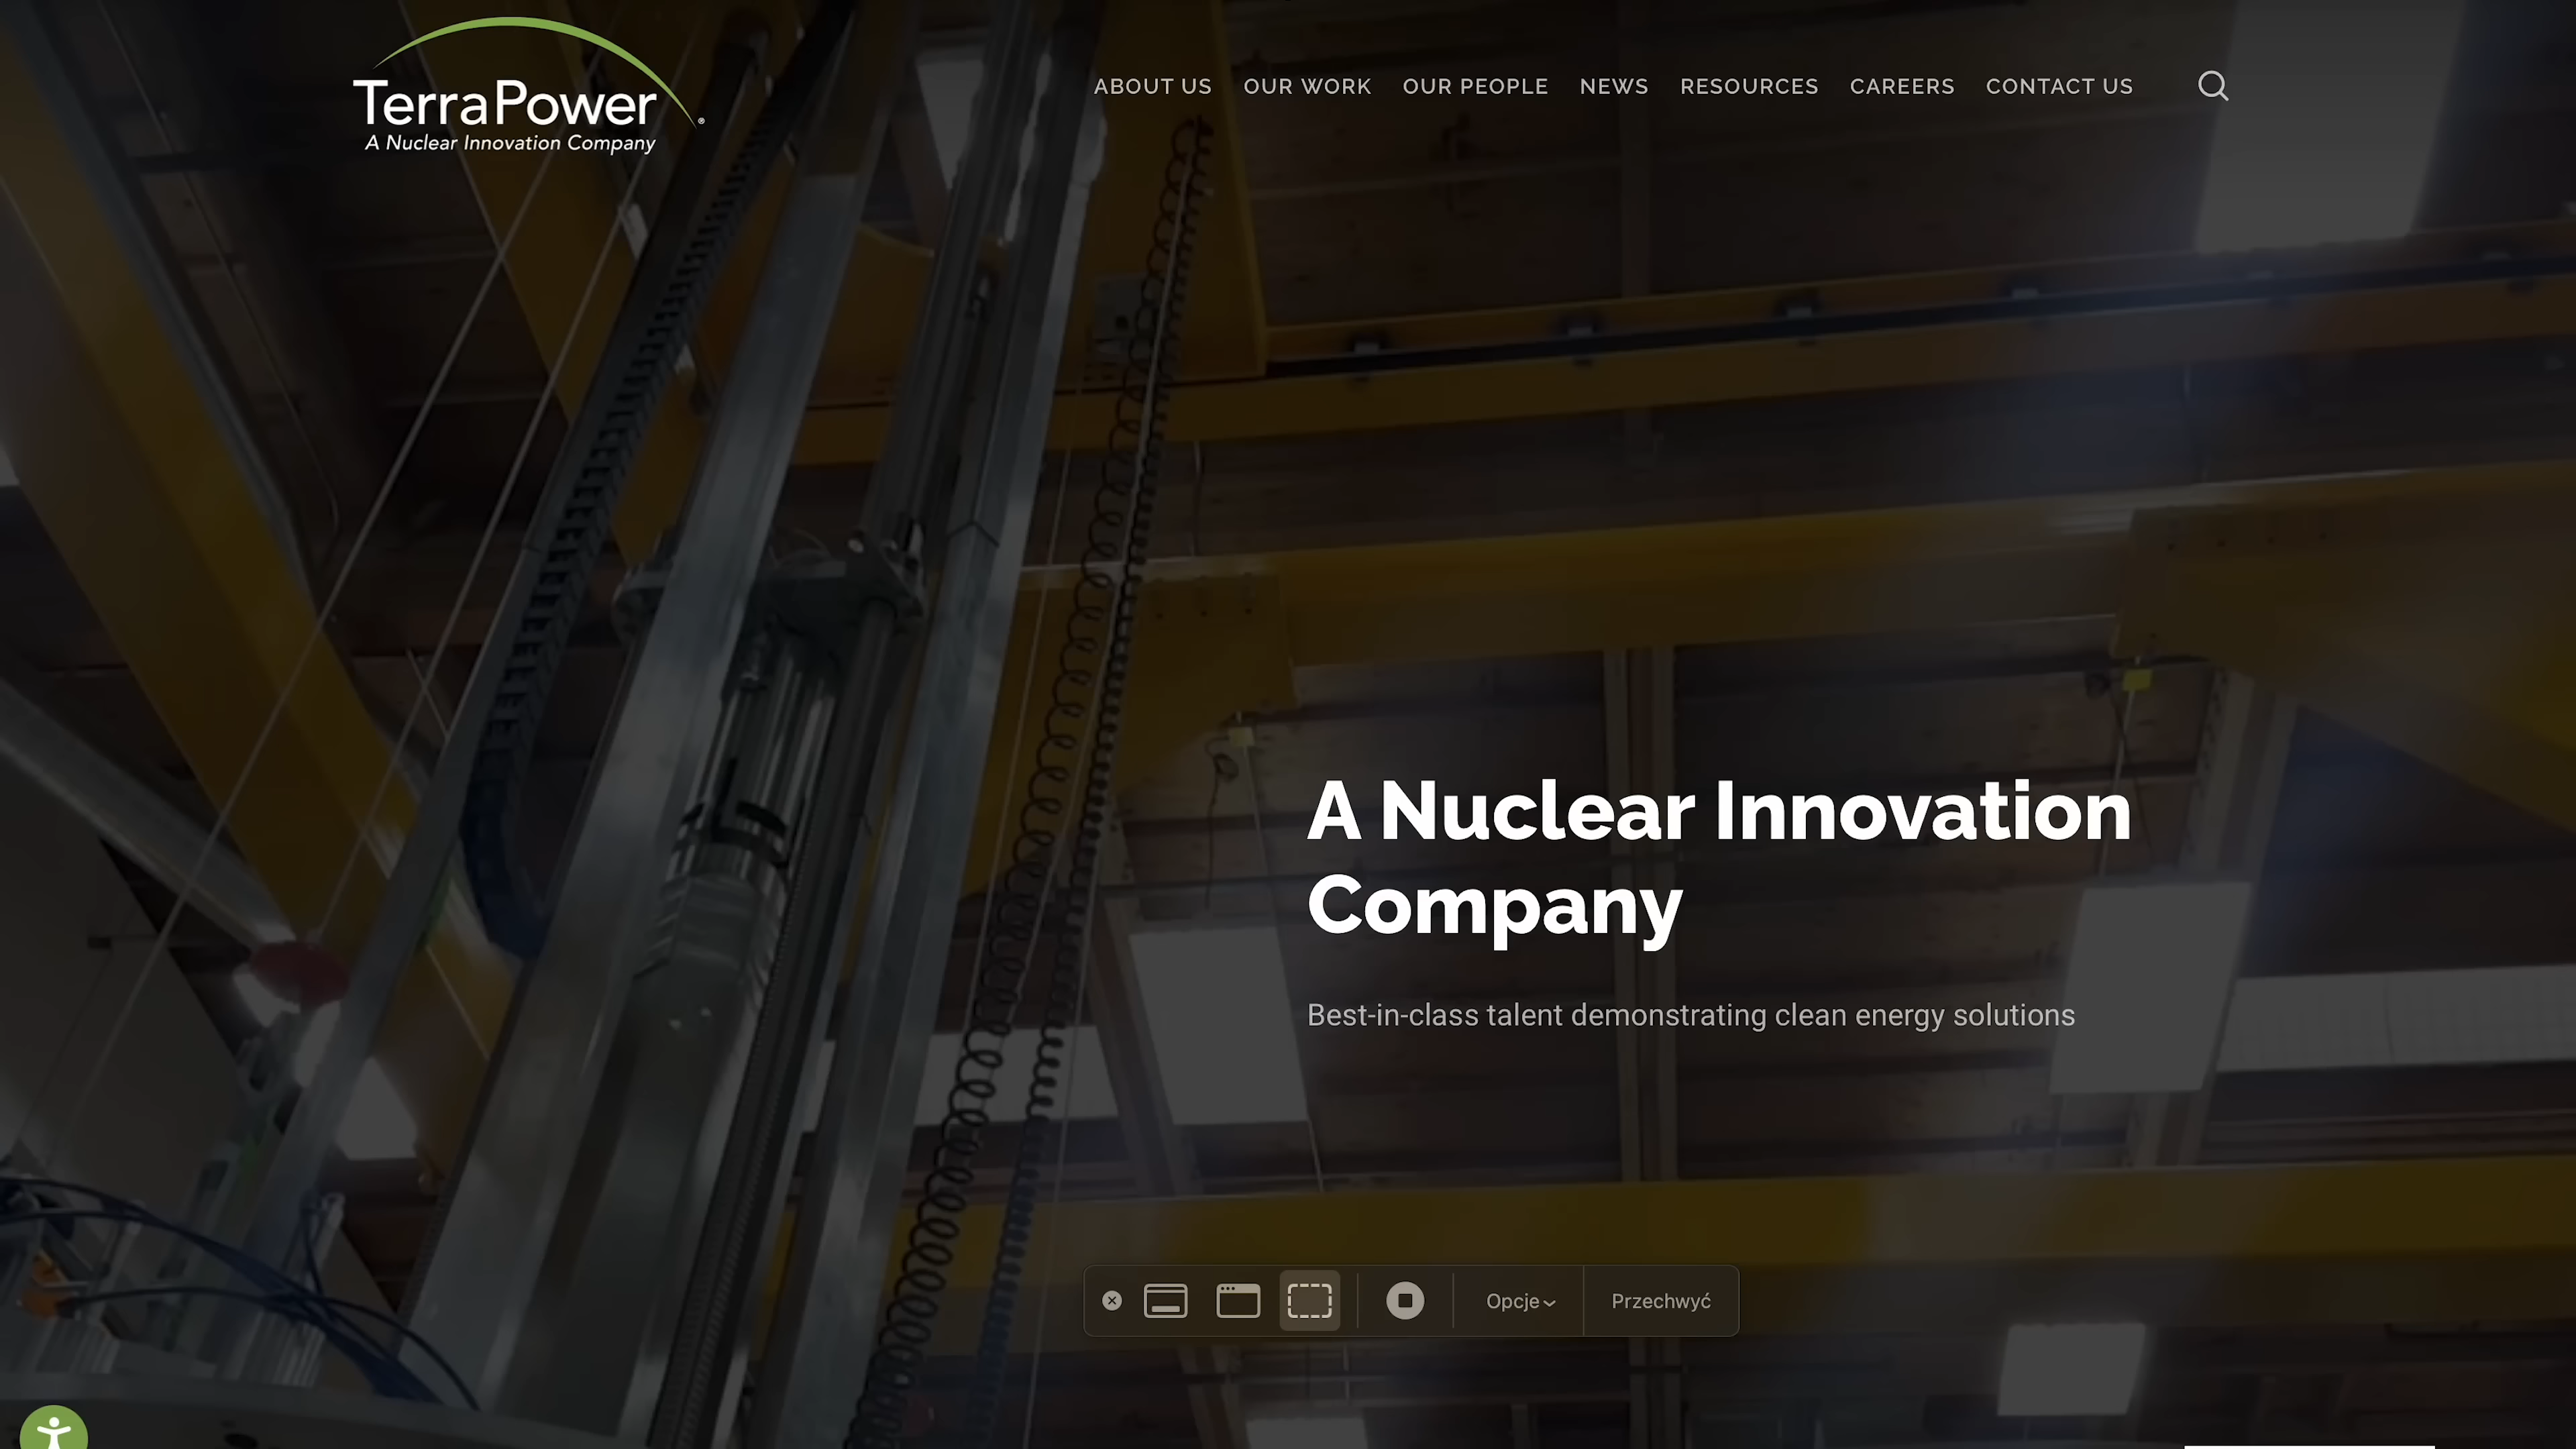 TerraPower®
A Nuclear Innovation Company
ABOUT US OUR WORK OUR PEOPLE NEWS RESOURCES CAREERS CONTACT US
A Nuclear Innovation
Company
Best-in-class talent demonstrating clean energy solutions
Opcje Przechwyć